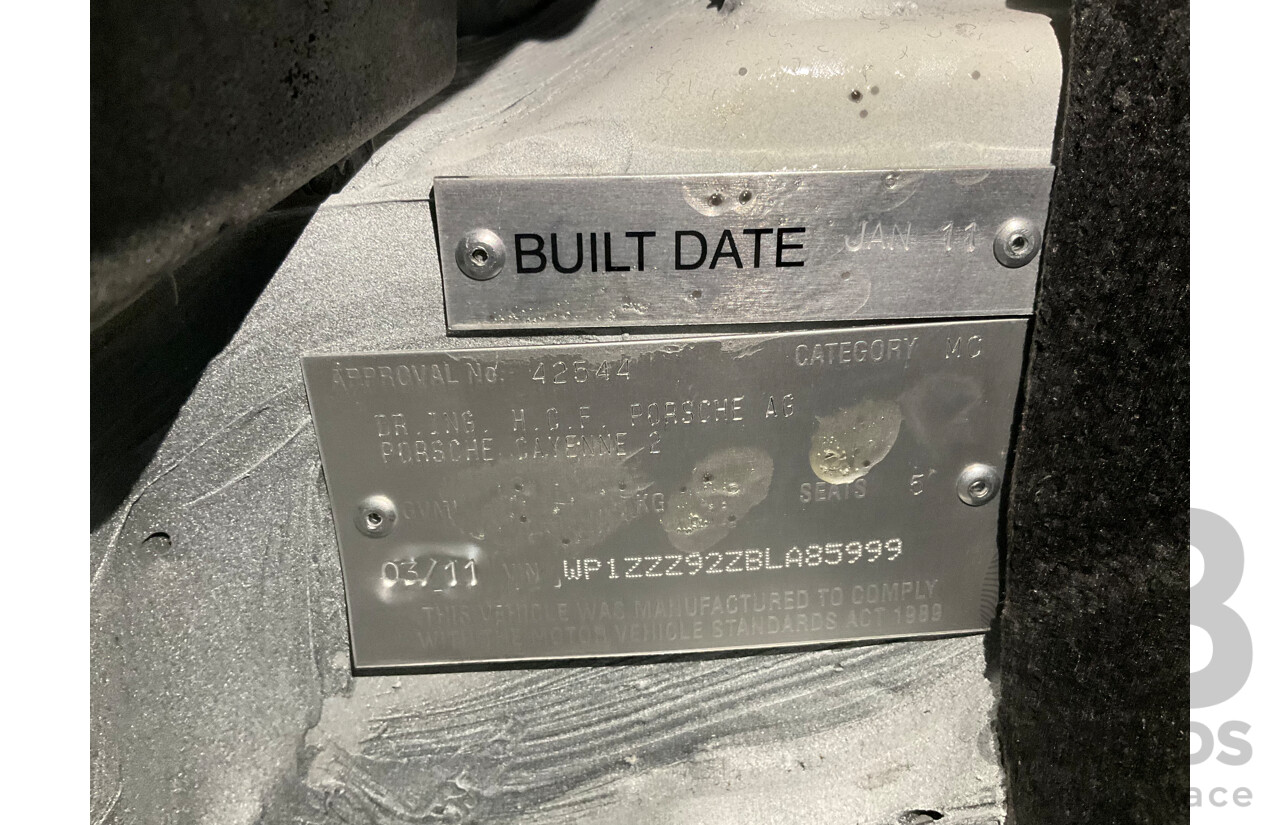 BUILT DATE JAN 11
APPROVAL No. 42544 CATEGORY MC
DR.ING. H.C.F. PORSCHE AG
PORSCHE CAYENNE 2
KG SEATS 5
03/11 VIN WP1ZZZ92ZBLA85999
THIS VEHICLE WAS MANUFACTURED TO COMPLY
WITH THE MOTOR VEHICLE STANDARDS ACT 1989